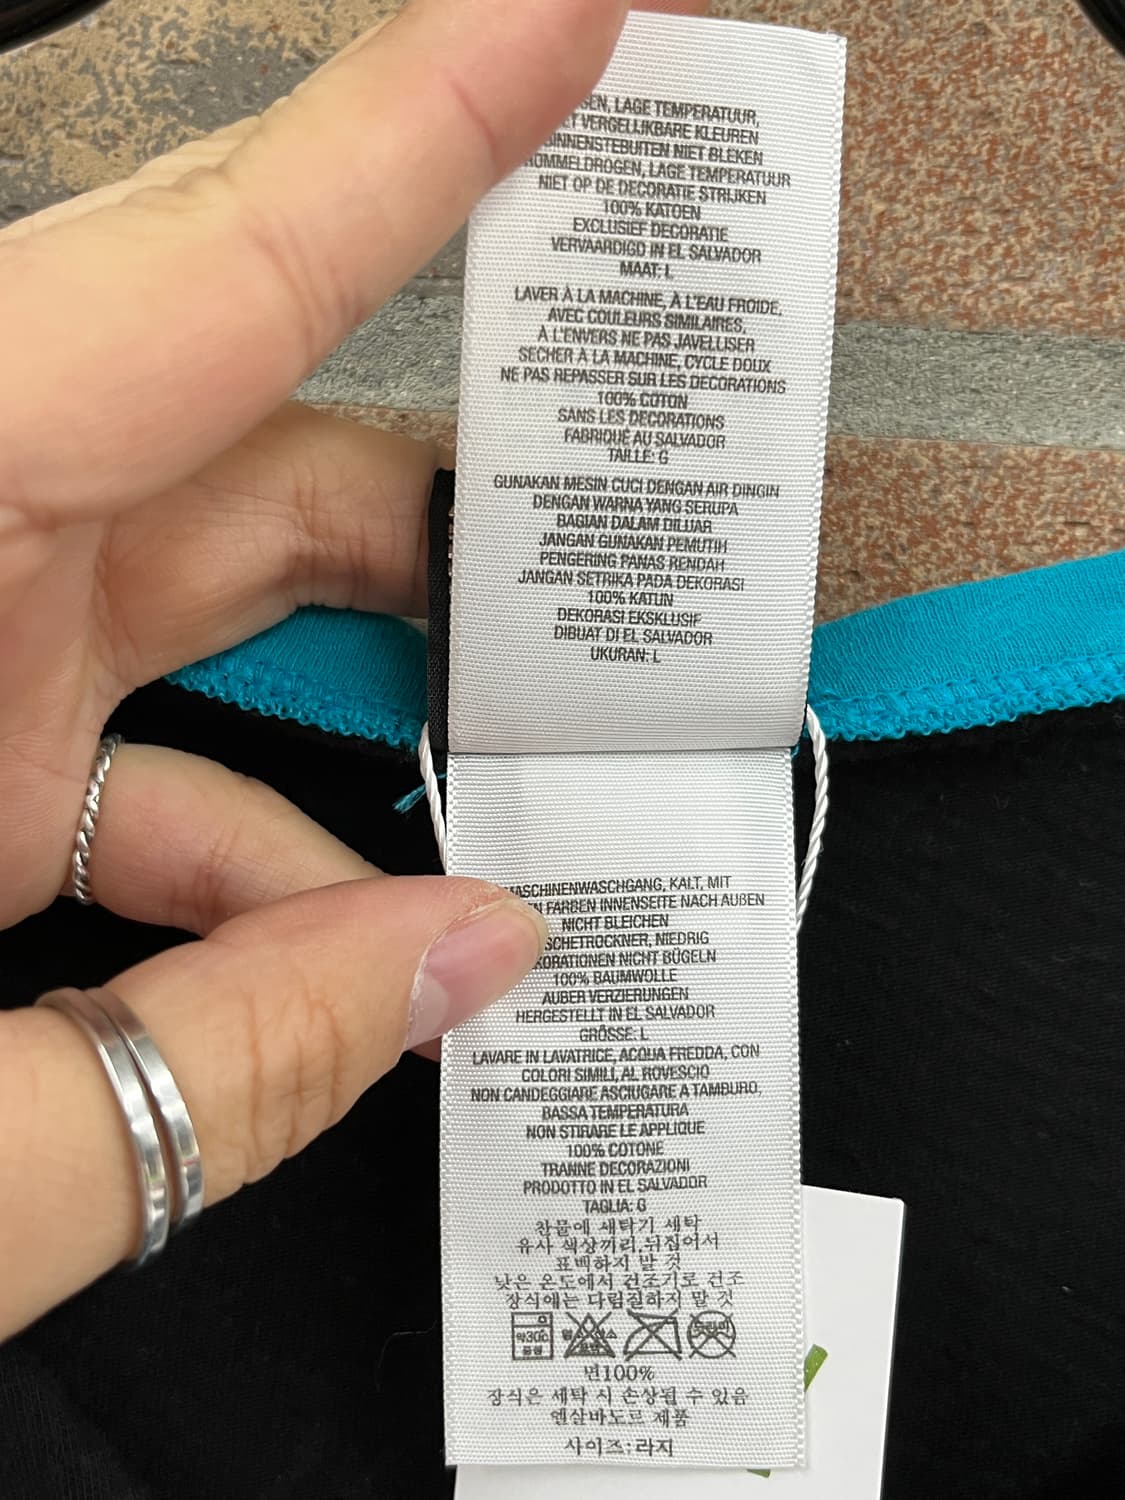 LAGE TEMPERATUUR,
VERGELIJKBARE KLEUREN
BINNENSTEBUITEN NIET BLEKEN
LAGE TEMPERATUUR
NIET OP DE DECORATIE STRIJKEN
100% KATOEN
EXCLUSIEF DECORATIE
VERVAARDIGD IN EL SALVADOR
MAAT: L
LAVER À LA MACHINE, À L'EAU FROIDE,
AVEC COULEURS SIMILAIRES,
À L'ENVERS NE PAS JAVELLISER
SECHER À LA MACHINE, CYCLE DOUX
NE PAS REPASSER SUR LES DECORATIONS
100% COTON
SANS LES DECORATIONS
FABRIQUÉ AU SALVADOR
TAILLE: G
GUNAKAN MESIN CUCI DENGAN AIR DINGIN
DENGAN WARNA YANG SERUPA
BAGIAN DALAM DILUAR
JANGAN GUNAKAN PEMUTIH
PENGERING PANAS RENDAH
JANGAN SETRIKA PADA DEKORASI
100% KATUN
DEKORASI EKSKLUSIF
DIBUAT DI EL SALVADOR
UKURAN: L
MASCHINENWASCHGANG, KALT, MIT
FARBEN INNENSEITE NACH AUßEN
NICHT BLEICHEN
NIEDRIG
NICHT BÜGELN
100% BAUMWOLLE
AUßER VERZIERUNGEN
HERGESTELLT IN EL SALVADOR
GRÖSSE: L
LAVARE IN LAVATRICE, ACQUA FREDDA, CON
COLORI SIMILI, AL ROVESCIO
NON CANDEGGIARE ASCIUGARE A TAMBURO,
BASSA TEMPERATURA
NON STIRARE LE APPLIQUE
100% COTONE
TRANNE DECORAZIONI
PRODOTTO IN EL SALVADOR
TAGLIA: G
찬물에 세탁기 세탁
유사 색상끼리,뒤집어서
표백하지 말 것
낮은 온도에서 건조기로 건조
장식에는 다림질하지 말 것
약30℃
중성
면100%
장식은 세탁 시 손상될 수 있음
엘살바도르 제품
사이즈:라지